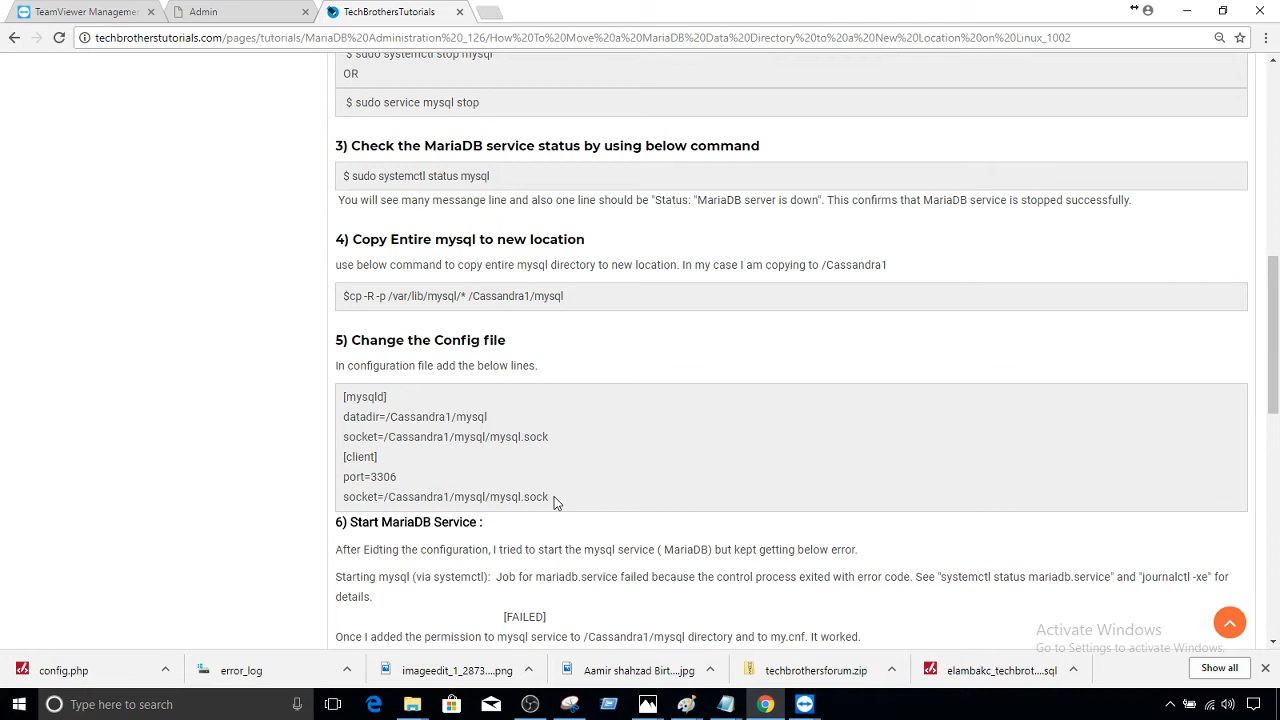 TeamViewer Manageme
Admin
TechBrothersTutorials
techbrotherstutorials.com/pages/tutorials/MariaDB%20Administration%20_126/How%20To%20Move%20a%20MariaDB%20Data%20Directory%20to%20a%20New%20Location%20on%20Linux_1002
$ sudo systemctl stop mysql
OR
$ sudo service mysql stop
3) Check the MariaDB service status by using below command
$ sudo systemctl status mysql
You will see many messange line and also one line should be "Status: "MariaDB server is down". This confirms that MariaDB service is stopped successfully.
4) Copy Entire mysql to new location
use below command to copy entire mysql directory to new location. In my case I am copying to /Cassandra1
$cp -R -p /var/lib/mysql/* /Cassandra1/mysql
5) Change the Config file
In configuration file add the below lines.
[mysqld]
datadir=/Cassandra1/mysql
socket=/Cassandra1/mysql/mysql.sock
[client]
port=3306
socket=/Cassandra1/mysql/mysql.sock
6) Start MariaDB Service :
After Eidting the configuration, I tried to start the mysql service ( MariaDB) but kept getting below error.
Starting mysql (via systemctl):  Job for mariadb.service failed because the control process exited with error code. See "systemctl status mariadb.service" and "journalctl -xe" for
details.
[FAILED]
Once I added the permission to mysql service to /Cassandra1/mysql directory and to my.cnf. It worked.
Activate Windows
Go to Settings to activate Windows.
config.php
error_log
imageedit_1_2873....png
Aamir shahzad Birt....jpg
techbrothersforum.zip
elambakc_techbrot....sql
Show all
Type here to search